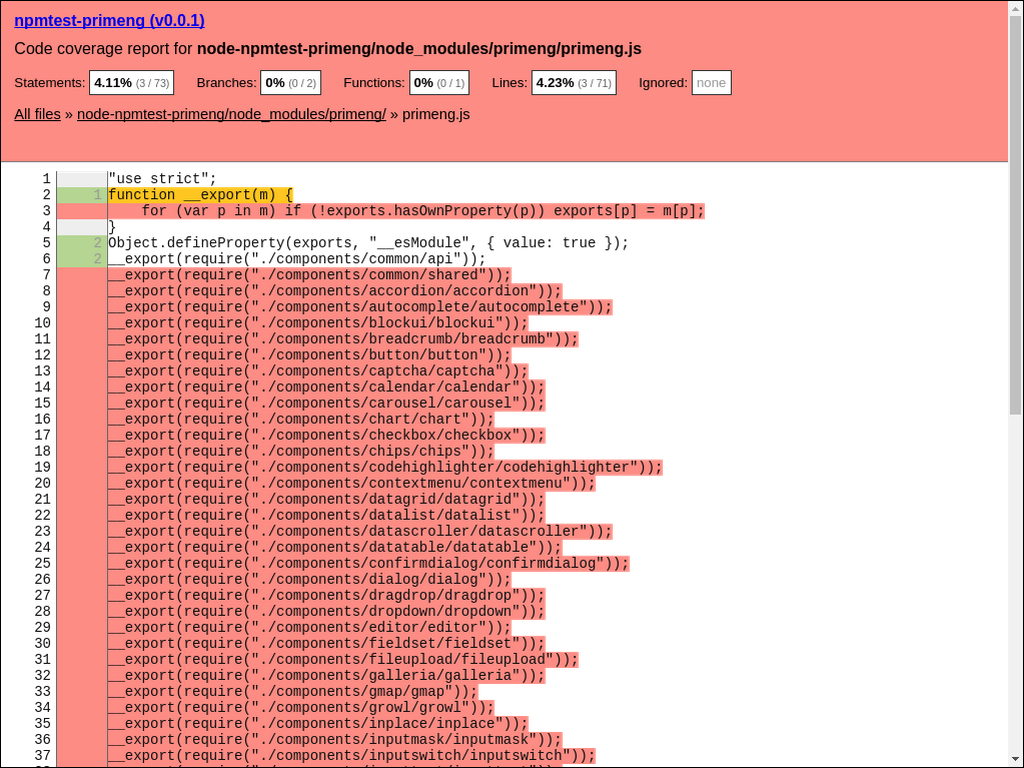 npmtest-primeng (v0.0.1)
Code coverage report for node-npmtest-primeng/node_modules/primeng/primeng.js
Statements: 4.11% (3 / 73) Branches: 0% (0 / 2) Functions: 0% (0 / 1) Lines: 4.23% (3 / 71) Ignored: none
All files » node-npmtest-primeng/node_modules/primeng/ » primeng.js
1 "use strict";
2 1 function __export(m) {
3 for (var p in m) if (!exports.hasOwnProperty(p)) exports[p] = m[p];
4 }
5 2 Object.defineProperty(exports, "__esModule", { value: true });
6 2 __export(require("./components/common/api"));
7 __export(require("./components/common/shared"));
8 __export(require("./components/accordion/accordion"));
9 __export(require("./components/autocomplete/autocomplete"));
10 __export(require("./components/blockui/blockui"));
11 __export(require("./components/breadcrumb/breadcrumb"));
12 __export(require("./components/button/button"));
13 __export(require("./components/captcha/captcha"));
14 __export(require("./components/calendar/calendar"));
15 __export(require("./components/carousel/carousel"));
16 __export(require("./components/chart/chart"));
17 __export(require("./components/checkbox/checkbox"));
18 __export(require("./components/chips/chips"));
19 __export(require("./components/codehighlighter/codehighlighter"));
20 __export(require("./components/contextmenu/contextmenu"));
21 __export(require("./components/datagrid/datagrid"));
22 __export(require("./components/datalist/datalist"));
23 __export(require("./components/datascroller/datascroller"));
24 __export(require("./components/datatable/datatable"));
25 __export(require("./components/confirmdialog/confirmdialog"));
26 __export(require("./components/dialog/dialog"));
27 __export(require("./components/dragdrop/dragdrop"));
28 __export(require("./components/dropdown/dropdown"));
29 __export(require("./components/editor/editor"));
30 __export(require("./components/fieldset/fieldset"));
31 __export(require("./components/fileupload/fileupload"));
32 __export(require("./components/galleria/galleria"));
33 __export(require("./components/gmap/gmap"));
34 __export(require("./components/growl/growl"));
35 __export(require("./components/inplace/inplace"));
36 __export(require("./components/inputmask/inputmask"));
37 __export(require("./components/inputswitch/inputswitch"));